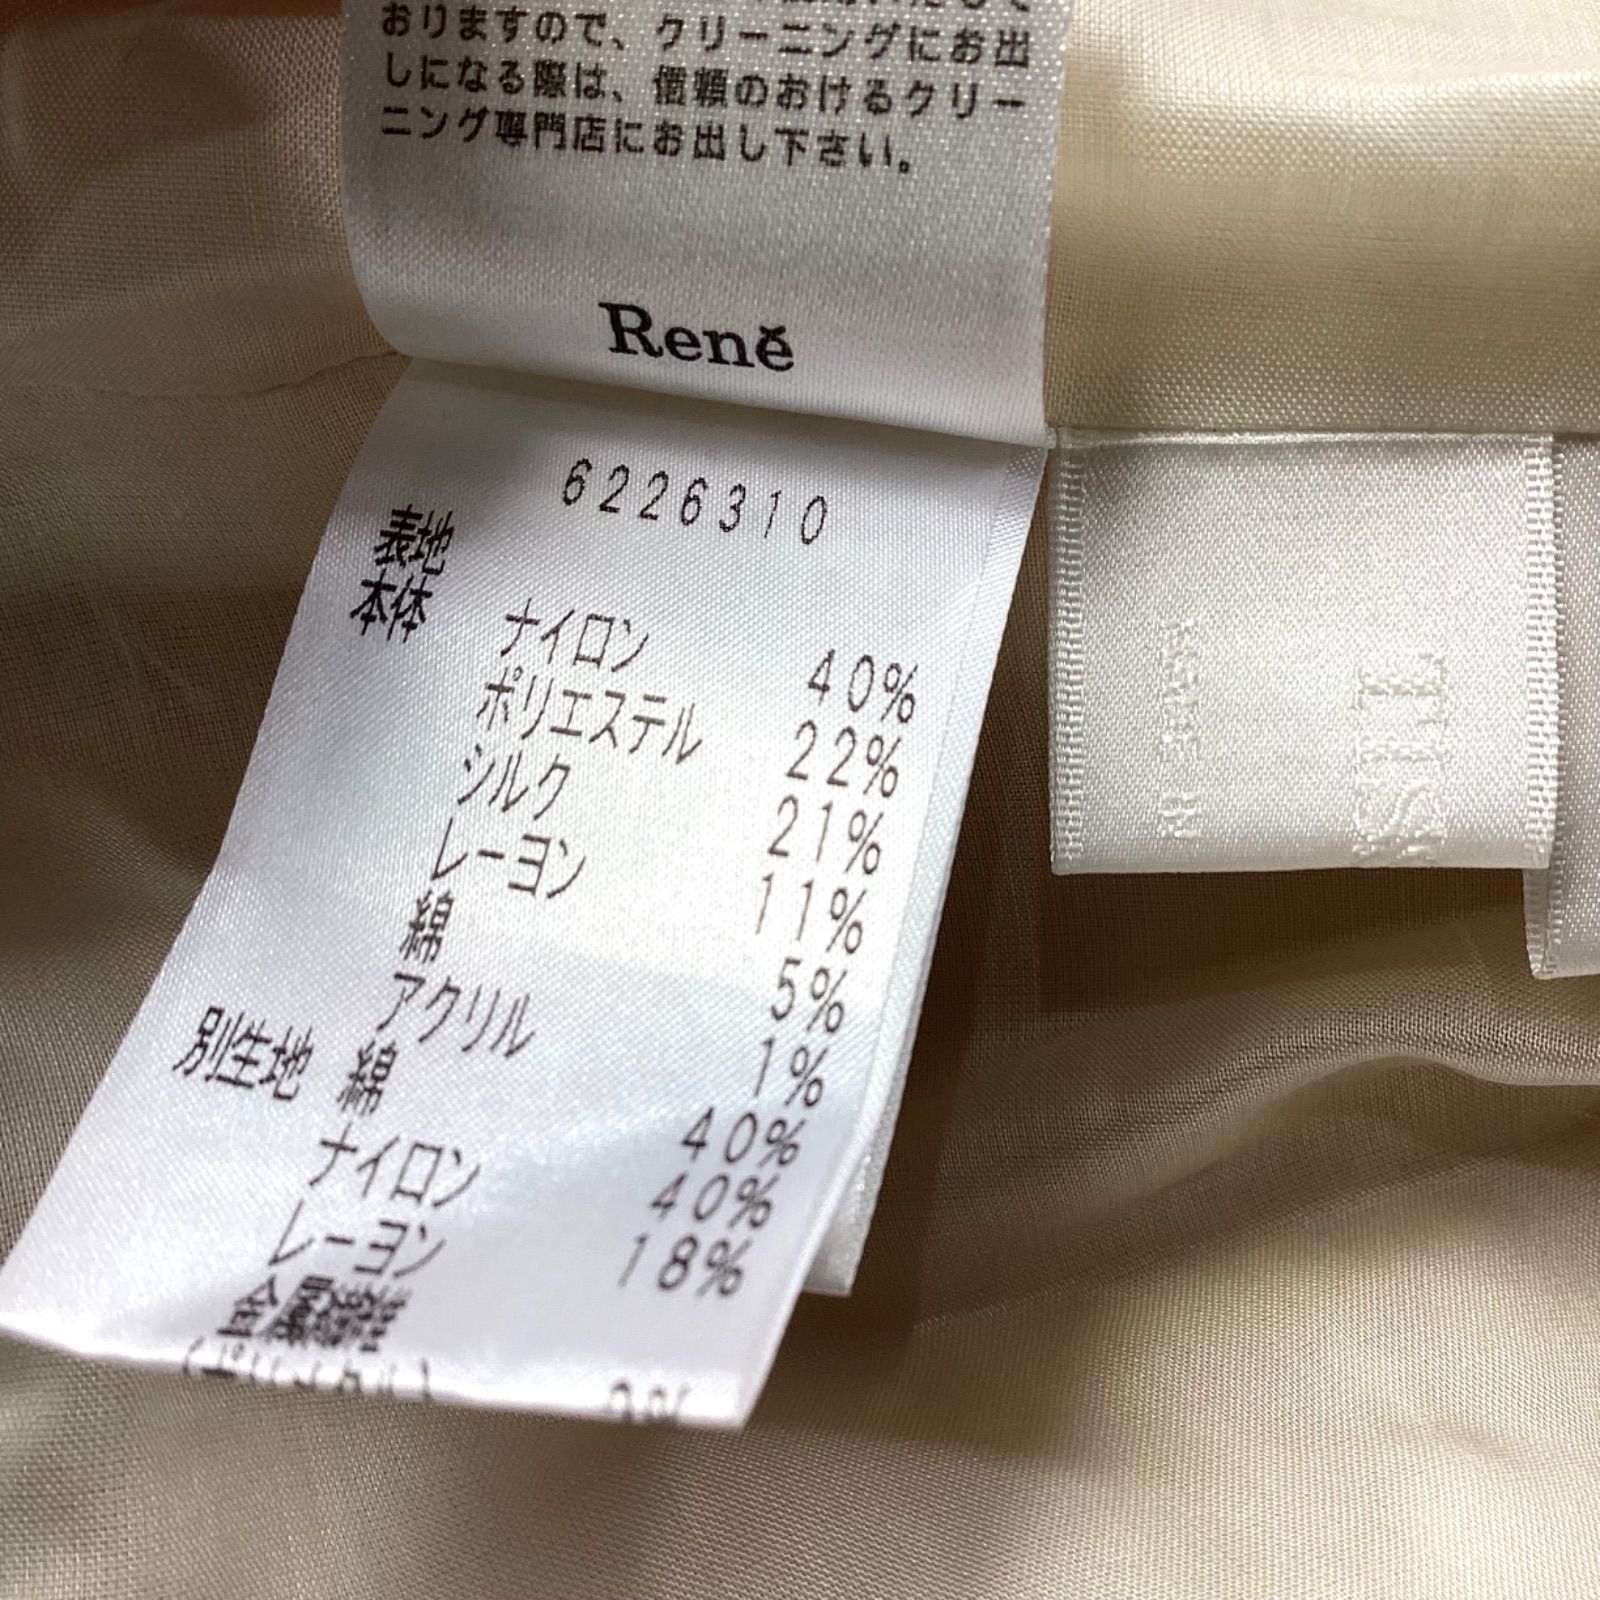 おりますので、クリーニングにお出
しになる際は、信頼のおけるクリー
ニング専門店にお出し下さい。
René
6226310
表地
本体
ナイロン 40%
ポリエステル 22%
シルク 21%
レーヨン 11%
綿 5%
アクリル 1%
別生地 綿 40%
ナイロン 40%
レーヨン 18%
金属繊維
TIS